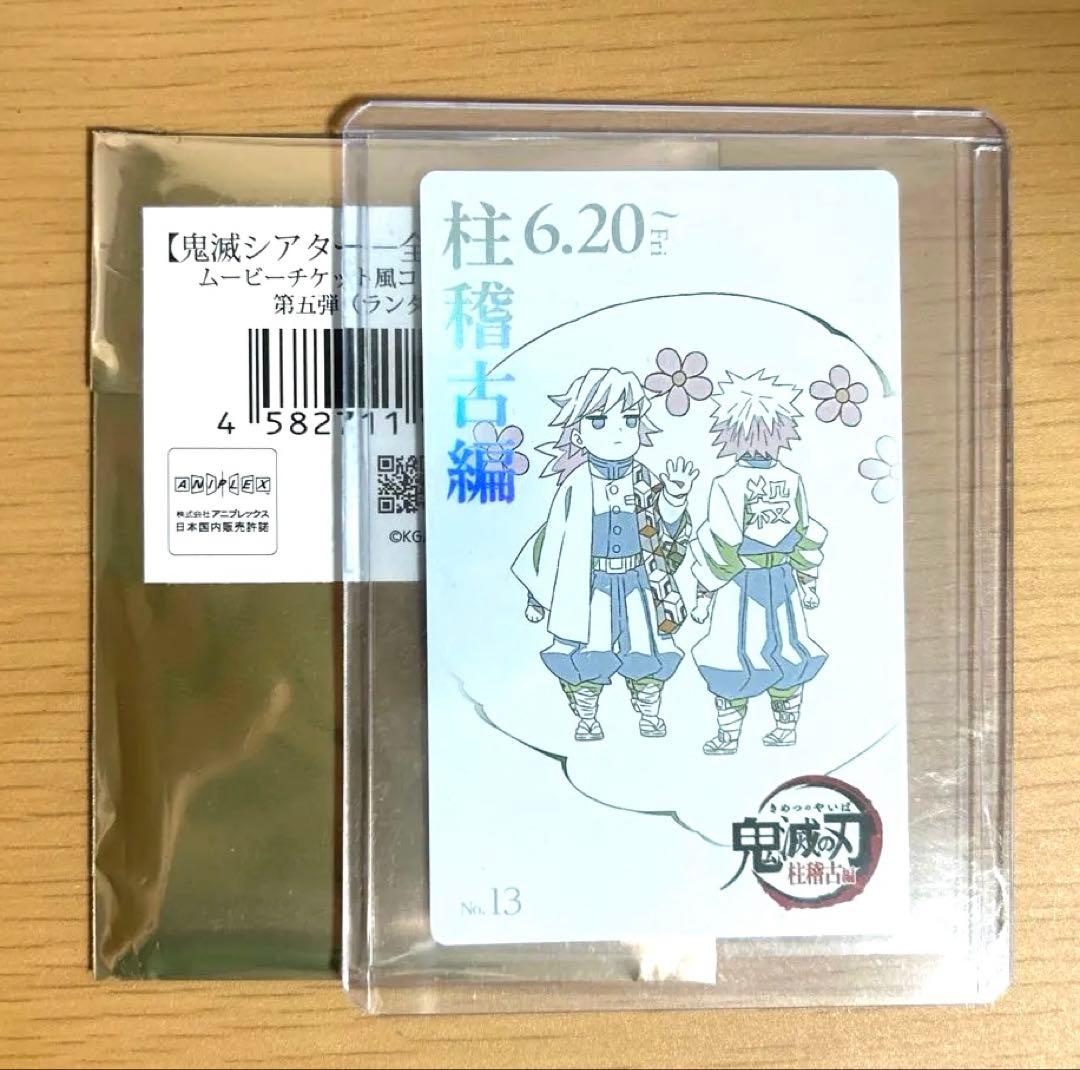 【鬼滅シアター ―全
ムービーチケット風コ
第五弾(ランダ
4 582711
ANIPLEX
株式会社アニプレックス
日本国内販売許諾
©KG
柱稽古編
6.20~
Fri
殺
きめつのやいば
鬼滅の刃
柱稽古編
No.13